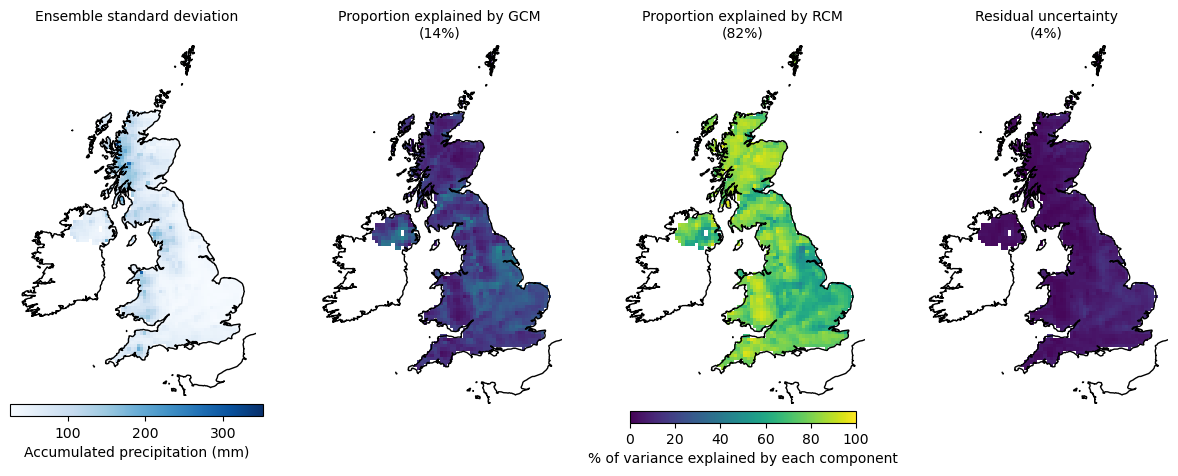 Ensemble standard deviation
Proportion explained by GCM
(14%)
Proportion explained by RCM
(82%)
Residual uncertainty
(4%)
100 200 300
Accumulated precipitation (mm)
0 20 40 60 80 100
% of variance explained by each component